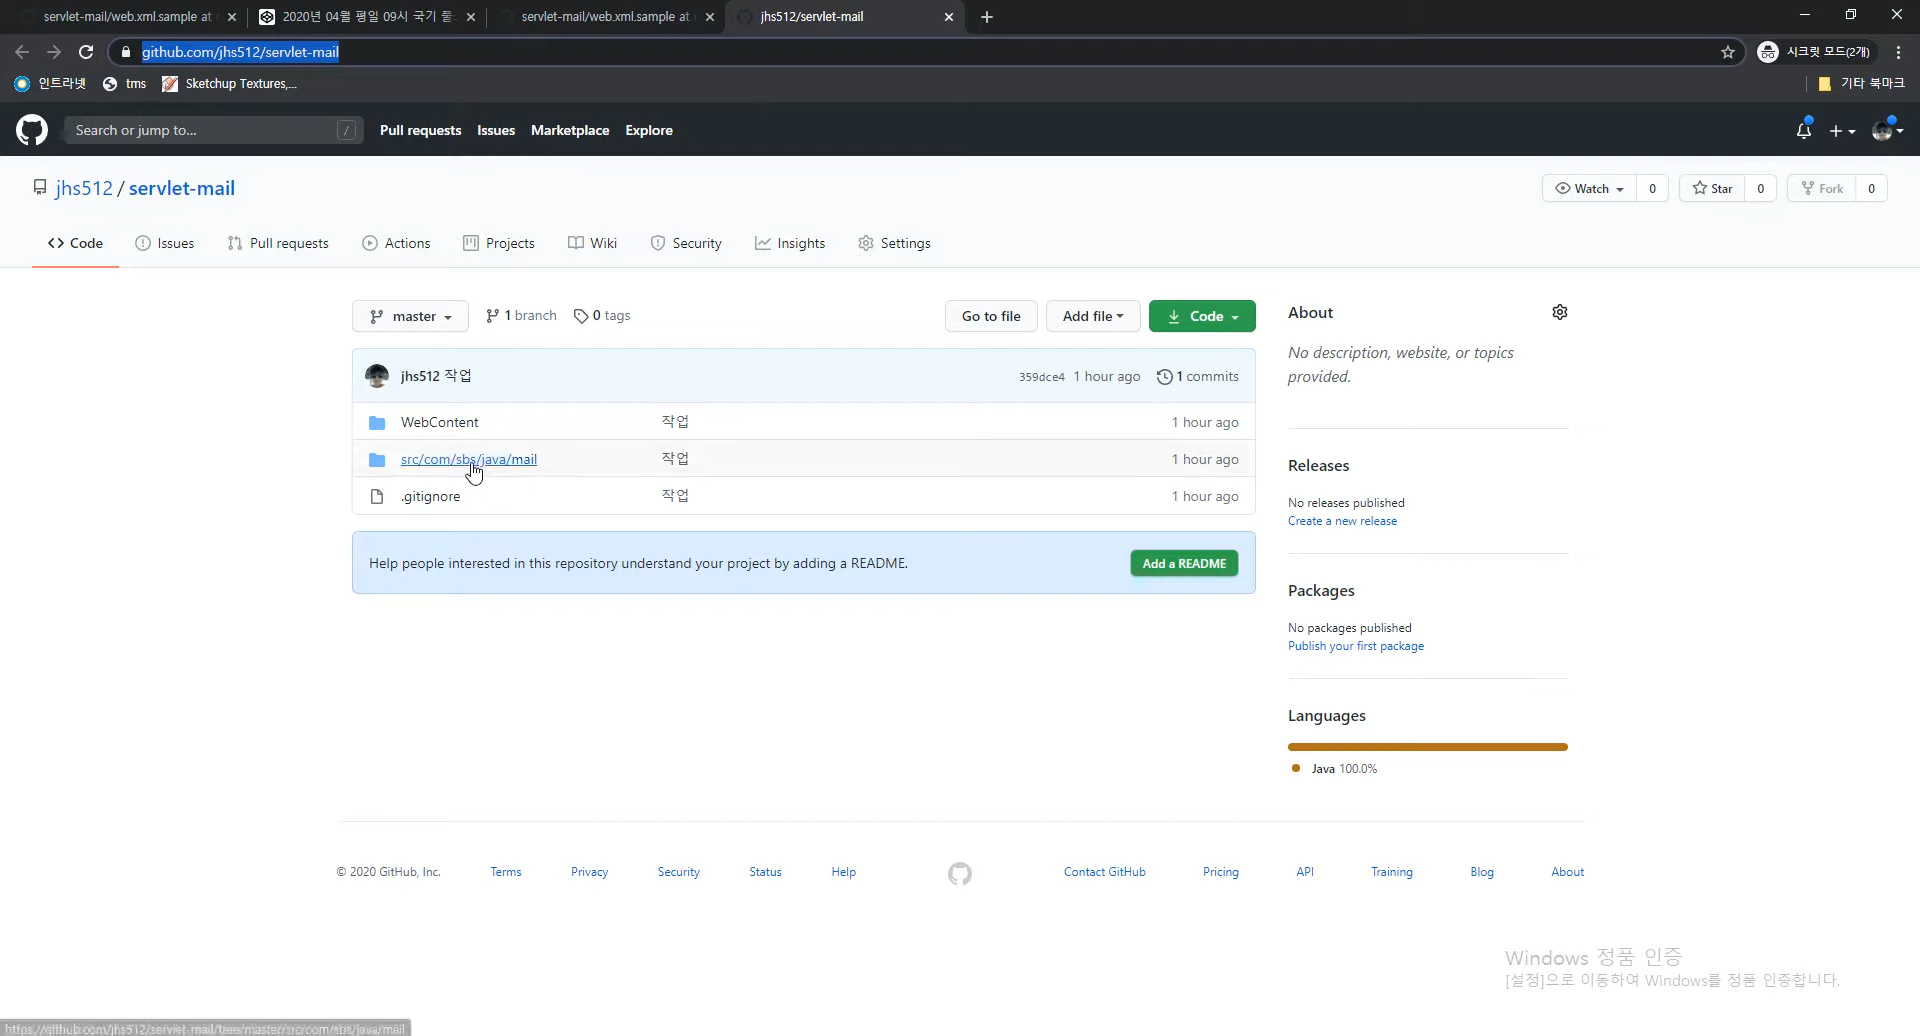 servlet-mail/web.xml.sample at
2020년 04월 평일 09시 국기 풀
servlet-mail/web.xml.sample at
jhs512/servlet-mail
github.com/jhs512/servlet-mail
시크릿 모드(2개)
인트라넷
tms
Sketchup Textures,...
기타 북마크
Search or jump to...
/
Pull requests
Issues
Marketplace
Explore
jhs512 / servlet-mail
Watch 0
Star 0
Fork 0
Code
Issues
Pull requests
Actions
Projects
Wiki
Security
Insights
Settings
master
1 branch
0 tags
Go to file
Add file
Code
About
No description, website, or topics
provided.
jhs512 작업
359dce4 1 hour ago
1 commits
WebContent 작업 1 hour ago
src/com/sbs/java/mail 작업 1 hour ago
.gitignore 작업 1 hour ago
Help people interested in this repository understand your project by adding a README.
Add a README
Releases
No releases published
Create a new release
Packages
No packages published
Publish your first package
Languages
Java 100.0%
© 2020 GitHub, Inc.
Terms
Privacy
Security
Status
Help
Contact GitHub
Pricing
API
Training
Blog
About
Windows 정품 인증
[설정]으로 이동하여 Windows를 정품 인증합니다.
https://github.com/jhs512/servlet-mail/tree/master/src/com/sbs/java/mail